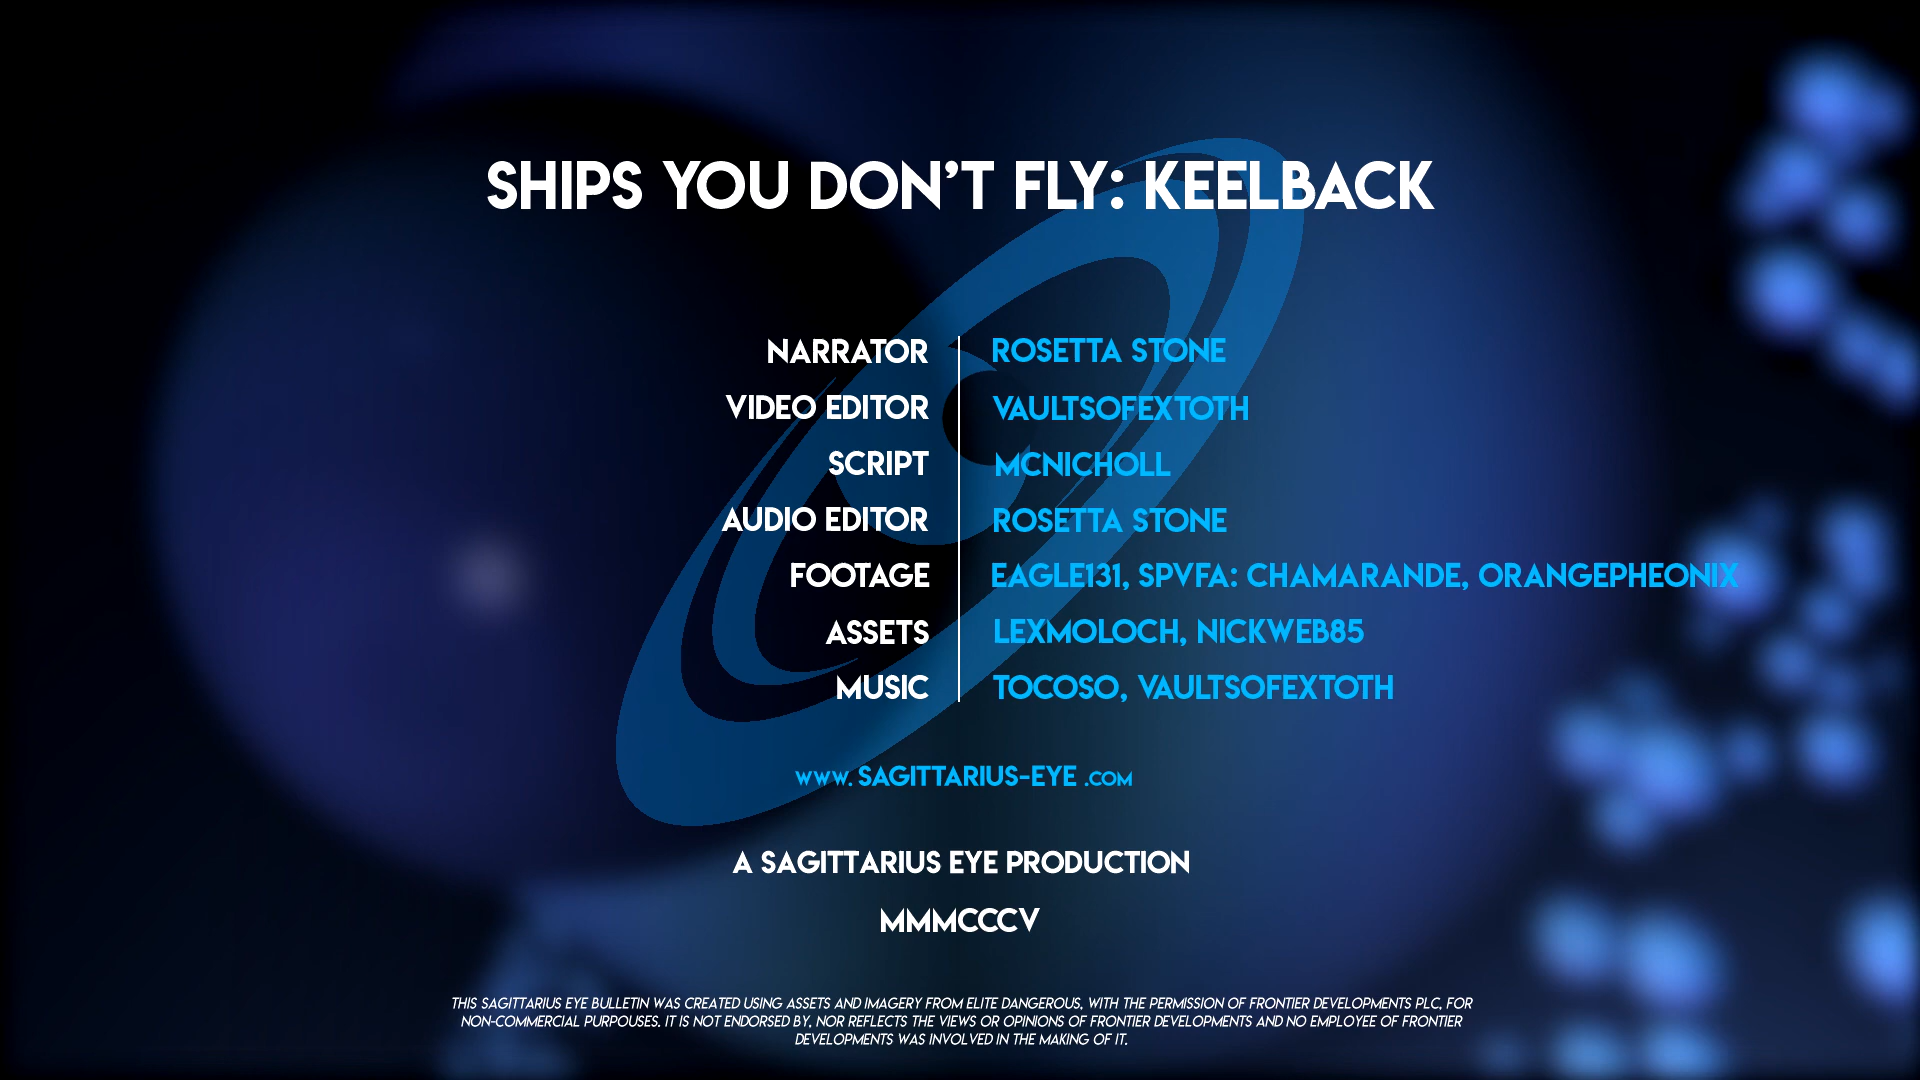 SHIPS YOU DON'T FLY: KEELBACK
NARRATOR ROSETTA STONE
VIDEO EDITOR VAULTSOFEXTOTH
SCRIPT MCNICHOLL
AUDIO EDITOR ROSETTA STONE
FOOTAGE EAGLE131, SPVFA: CHAMARANDE, ORANGEPHEONIX
ASSETS LEXMOLOCH, NICKWEB85
MUSIC TOCOSO, VAULTSOFEXTOTH
WWW. SAGITTARIUS-EYE .COM
A SAGITTARIUS EYE PRODUCTION
MMMCCCV
THIS SAGITTARIUS EYE BULLETIN WAS CREATED USING ASSETS AND IMAGERY FROM ELITE DANGEROUS, WITH THE PERMISSION OF FRONTIER DEVELOPMENTS PLC, FOR
NON-COMMERCIAL PURPOUSES. IT IS NOT ENDORSED BY, NOR REFLECTS THE VIEWS OR OPINIONS OF FRONTIER DEVELOPMENTS AND NO EMPLOYEE OF FRONTIER
DEVELOPMENTS WAS INVOLVED IN THE MAKING OF IT.